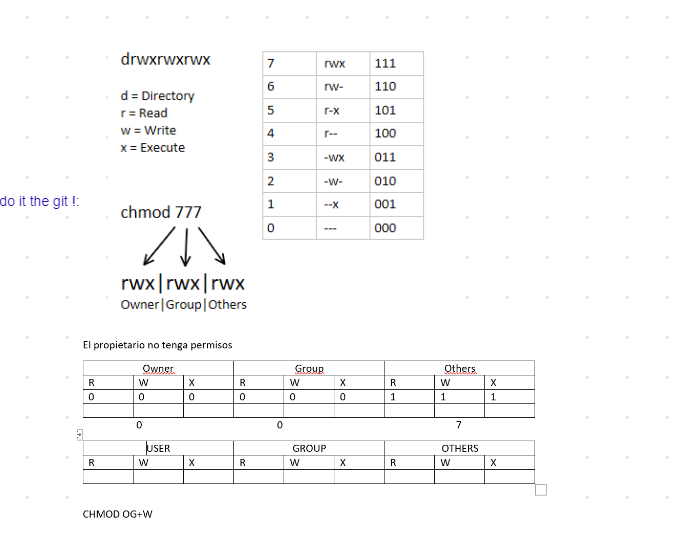 drwxrwxrwx
d = Directory
r = Read
w = Write
x = Execute
7 rwx 111
6 rw- 110
5 r-x 101
4 r-- 100
3 -wx 011
2 -w- 010
1 --x 001
0 --- 000
do it the git !:
chmod 777
rwx|rwx|rwx
Owner|Group|Others
El propietario no tenga permisos
Owner Group Others
R W X R W X R W X
0 0 0 0 0 0 1 1 1
0 0 7
USER GROUP OTHERS
R W X R W X R W X
CHMOD OG+W